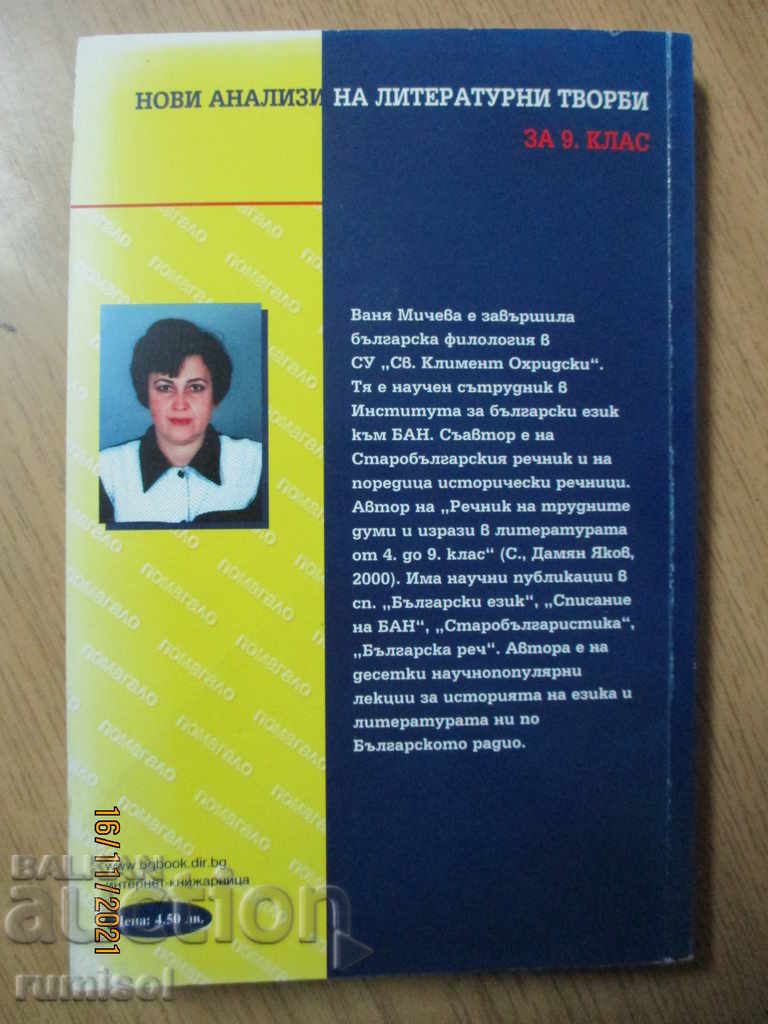 НОВИ АНАЛИЗИ НА ЛИТЕРАТУРНИ ТВОРБИ
ЗА 9. КЛАС
Ваня Мичева е завършила
българска филология в
СУ „Св. Климент Охридски“.
Тя е научен сътрудник в
Института за български език
към БАН. Съавтор е на
Старобългарския речник и на
поредица исторически речници.
Автор на „Речник на трудните
думи и изрази в литературата
от 4. до 9. клас“ (С., Дамян Яков,
2000). Има научни публикации в
сп. „Български език“, „Списание
на БАН“, „Старобългаристика“,
„Българска реч“. Автора е на
десетки научнопопулярни
лекции за историята на езика и
литературата ни по
Българското радио.
помагало
www.bgbook.dir.bg
интернет-книжарница
Цена: 4.50 лв.
16/11/2021
BALKAN
auction
rumisol